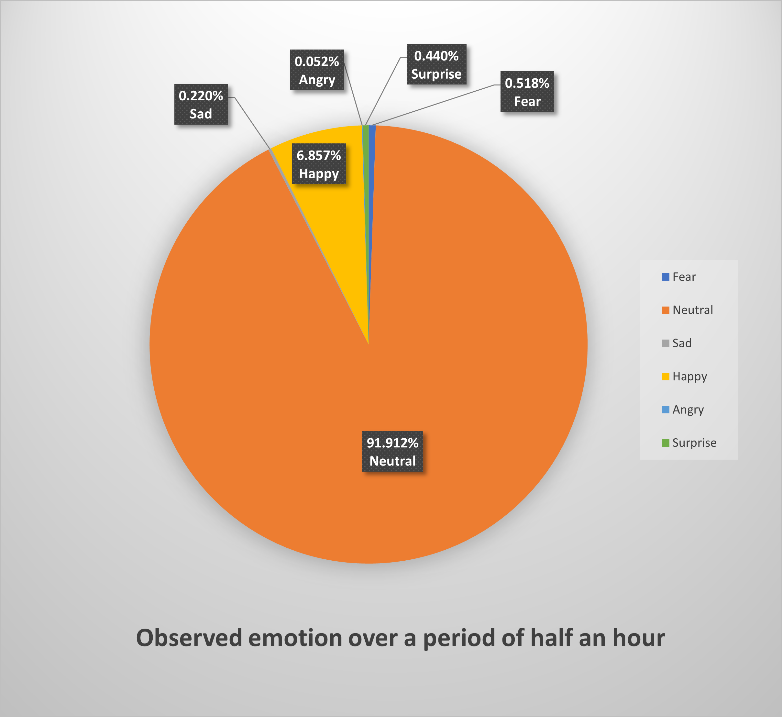 0.440%
Surprise
0.052%
Angry
0.518%
Fear
0.220%
Sad
6.857%
Happy
91.912%
Neutral
Fear
Neutral
Sad
Happy
Angry
Surprise
Observed emotion over a period of half an hour